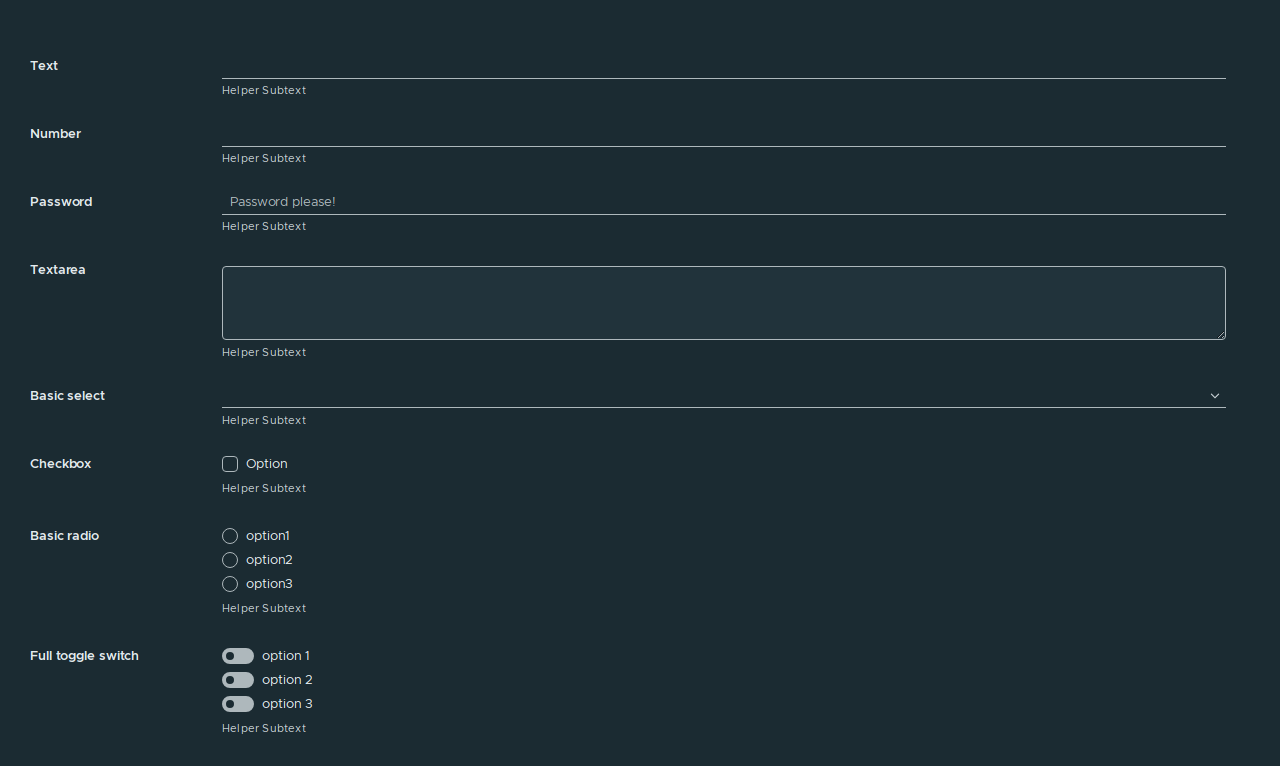 Text
Helper Subtext
Number
Helper Subtext
Password
Password please!
Helper Subtext
Textarea
Helper Subtext
Basic select
Helper Subtext
Checkbox
Option
Helper Subtext
Basic radio
option1
option2
option3
Helper Subtext
Full toggle switch
option 1
option 2
option 3
Helper Subtext